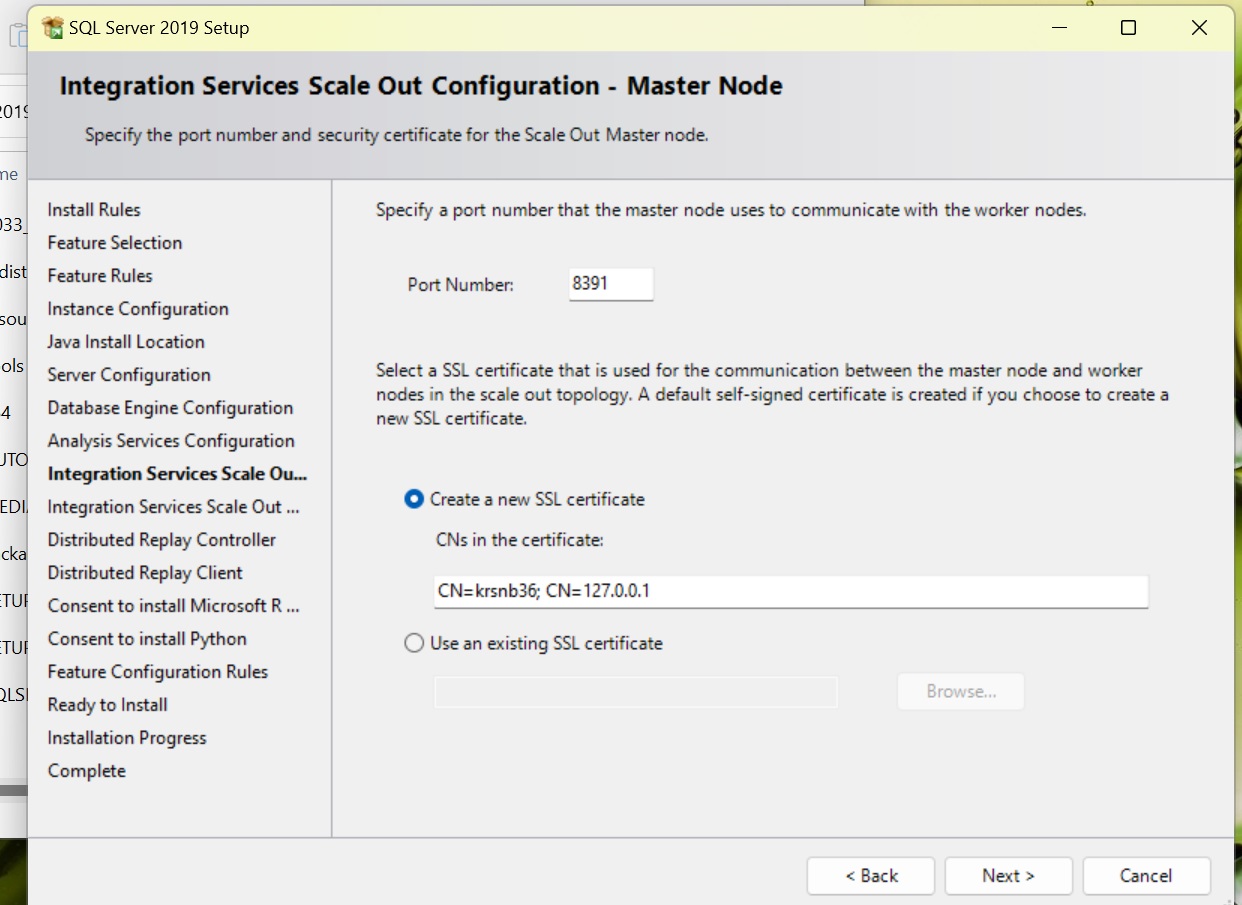 SQL Server 2019 Setup
Integration Services Scale Out Configuration - Master Node
Specify the port number and security certificate for the Scale Out Master node.
Install Rules
Feature Selection
Feature Rules
Instance Configuration
Java Install Location
Server Configuration
Database Engine Configuration
Analysis Services Configuration
Integration Services Scale Ou...
Integration Services Scale Out ...
Distributed Replay Controller
Distributed Replay Client
Consent to install Microsoft R ...
Consent to install Python
Feature Configuration Rules
Ready to Install
Installation Progress
Complete
Specify a port number that the master node uses to communicate with the worker nodes.
Port Number: 8391
Select a SSL certificate that is used for the communication between the master node and worker
nodes in the scale out topology. A default self-signed certificate is created if you choose to create a
new SSL certificate.
Create a new SSL certificate
CNs in the certificate:
CN=krsnb36; CN=127.0.0.1
Use an existing SSL certificate
Browse...
< Back Next > Cancel